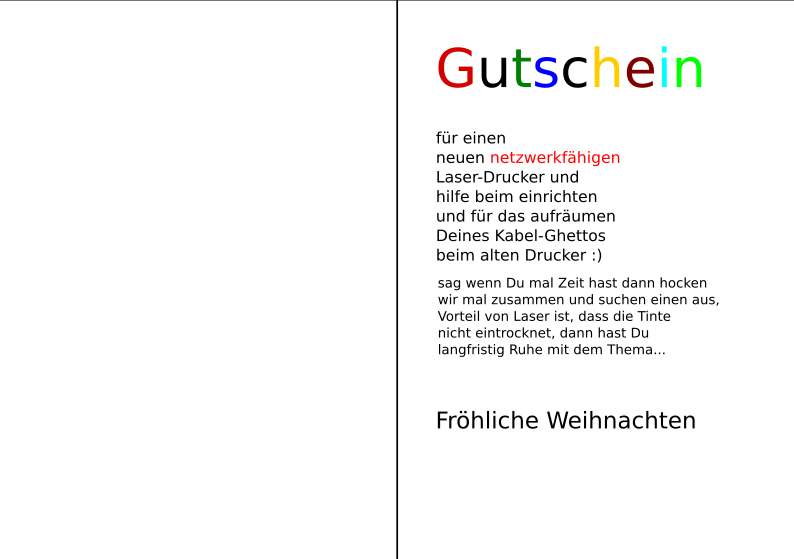 Gutschein
für einen
neuen netzwerkfähigen
Laser-Drucker und
hilfe beim einrichten
und für das aufräumen
Deines Kabel-Ghettos
beim alten Drucker :)
sag wenn Du mal Zeit hast dann hocken
wir mal zusammen und suchen einen aus,
Vorteil von Laser ist, dass die Tinte
nicht eintrocknet, dann hast Du
langfristig Ruhe mit dem Thema...
Fröhliche Weihnachten